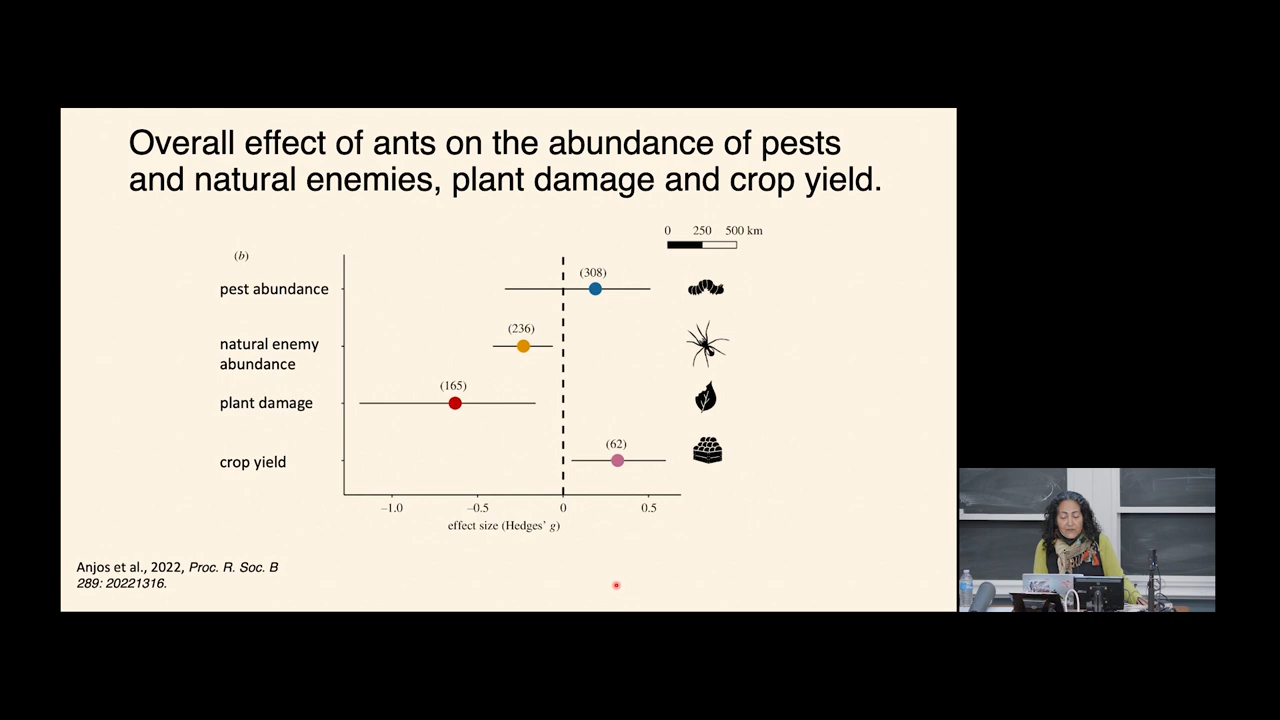 Overall effect of ants on the abundance of pests
and natural enemies, plant damage and crop yield.
0 250 500 km
(b)
(308)
pest abundance
(236)
natural enemy
abundance
(165)
plant damage
(62)
crop yield
–1.0 –0.5 0 0.5
effect size (Hedges’ g)
Anjos et al., 2022, Proc. R. Soc. B
289: 20221316.